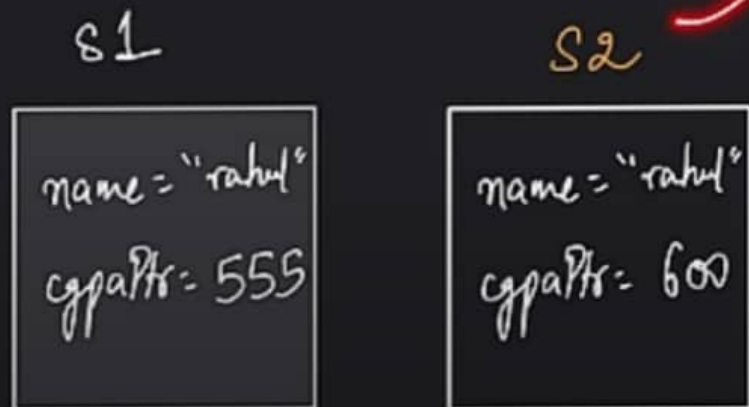 S1
S2
name = "rahul"
cgpaPtr = 555
name = "rahul"
cgpaPtr = 600